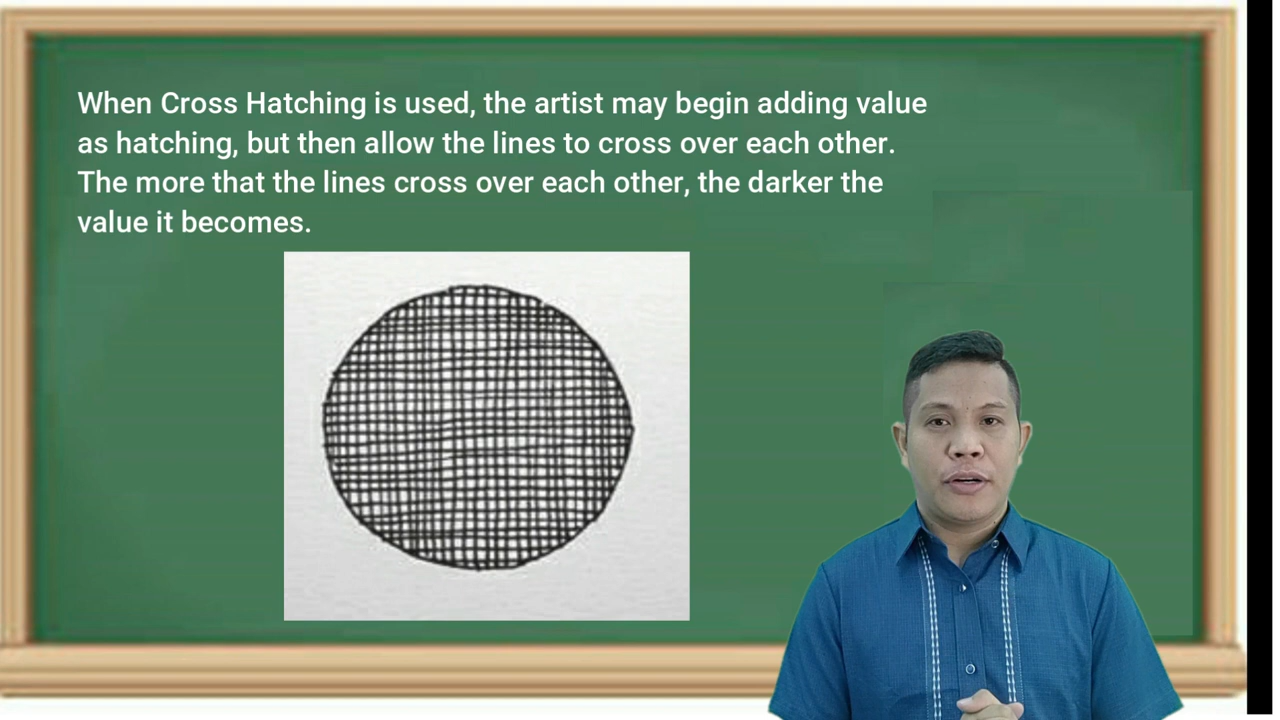 When Cross Hatching is used, the artist may begin adding value
as hatching, but then allow the lines to cross over each other.
The more that the lines cross over each other, the darker the
value it becomes.